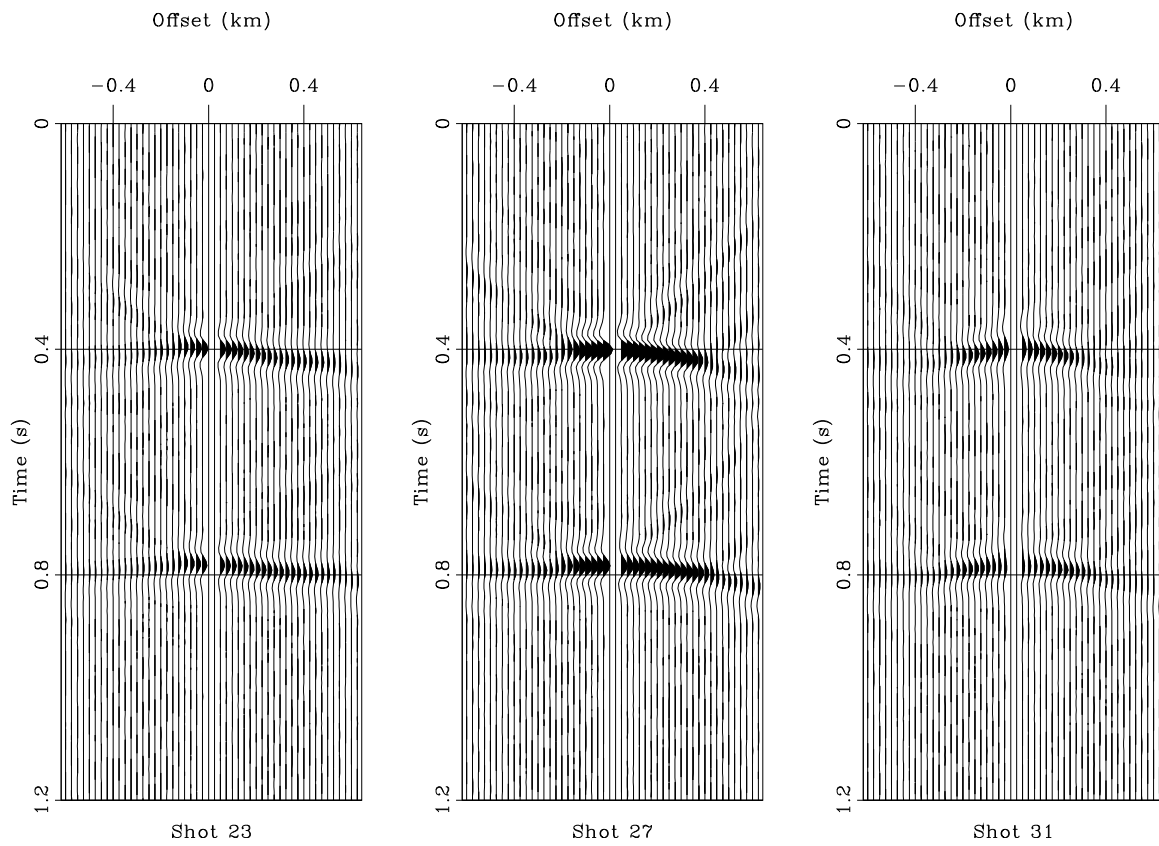 Offset (km) Offset (km) Offset (km)
−0.4 0 0.4 −0.4 0 0.4 −0.4 0 0.4
0 0 0
0.4 0.4 0.4
Time (s) Time (s) Time (s)
0.8 0.8 0.8
1.2 1.2 1.2
Shot 23 Shot 27 Shot 31